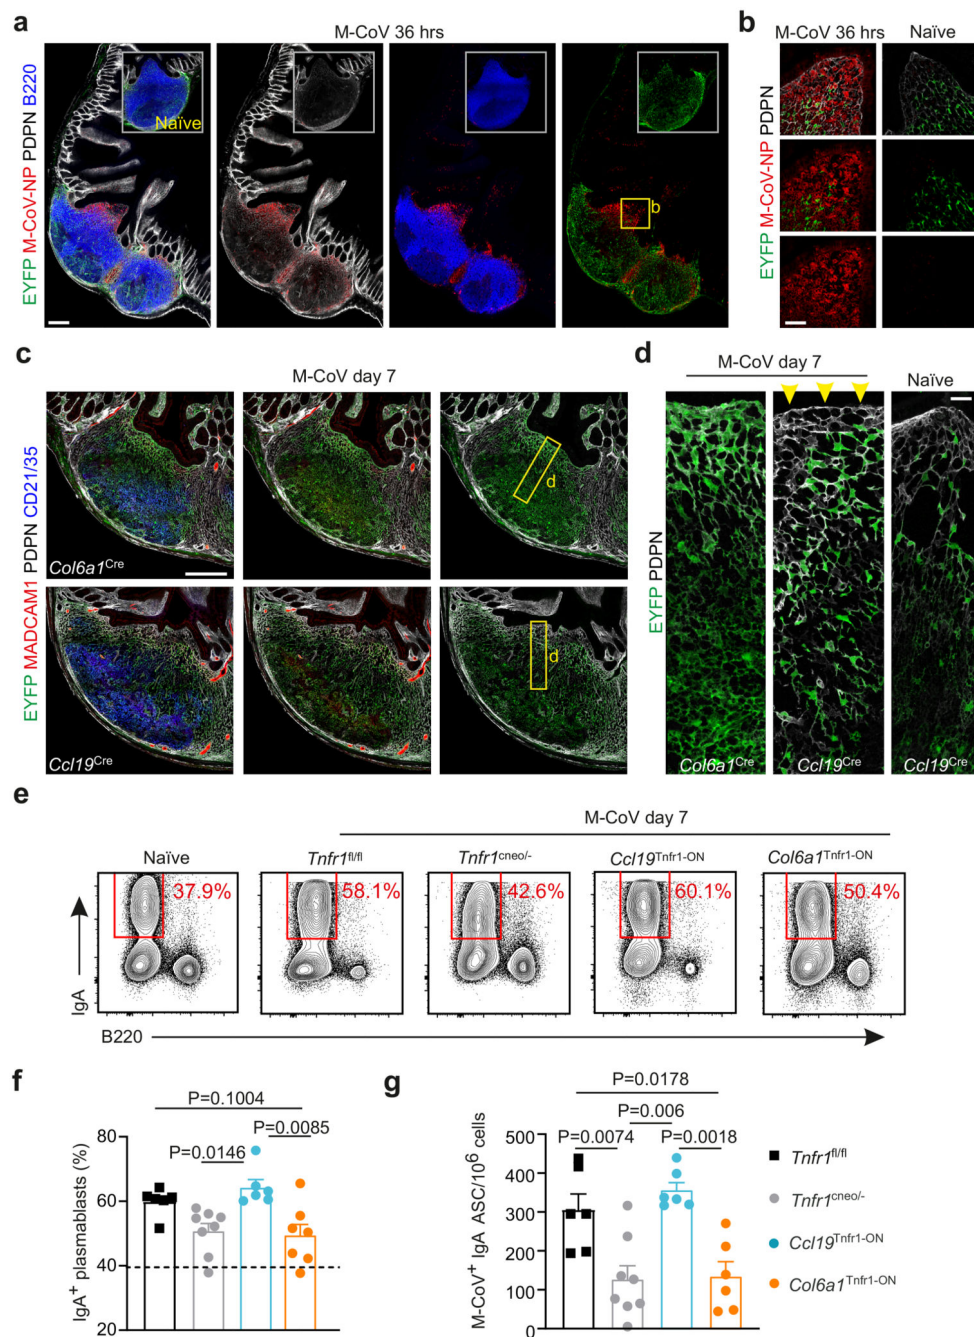 a
M-CoV 36 hrs
EYFP M-CoV-NP PDPN B220
Naïve
b
b
M-CoV 36 hrs Naïve
EYFP M-CoV-NP PDPN
c
M-CoV day 7
EYFP MADCAM1 PDPN CD21/35
d
Col6a1Cre
d
Ccl19Cre
d
M-CoV day 7
Naïve
EYFP PDPN
Col6a1Cre Ccl19Cre Ccl19Cre
e
M-CoV day 7
Naïve Tnfr1fl/fl Tnfr1cneo/- Ccl19Tnfr1-ON Col6a1Tnfr1-ON
37.9% 58.1% 42.6% 60.1% 50.4%
IgA
B220
f
P=0.1004
P=0.0085
P=0.0146
IgA+ plasmablasts (%)
80
60
40
20
g
P=0.0178
P=0.006
P=0.0074 P=0.0018
M-CoV+ IgA ASC/10⁶ cells
500
400
300
200
100
0
Tnfr1fl/fl
Tnfr1cneo/-
Ccl19Tnfr1-ON
Col6a1Tnfr1-ON